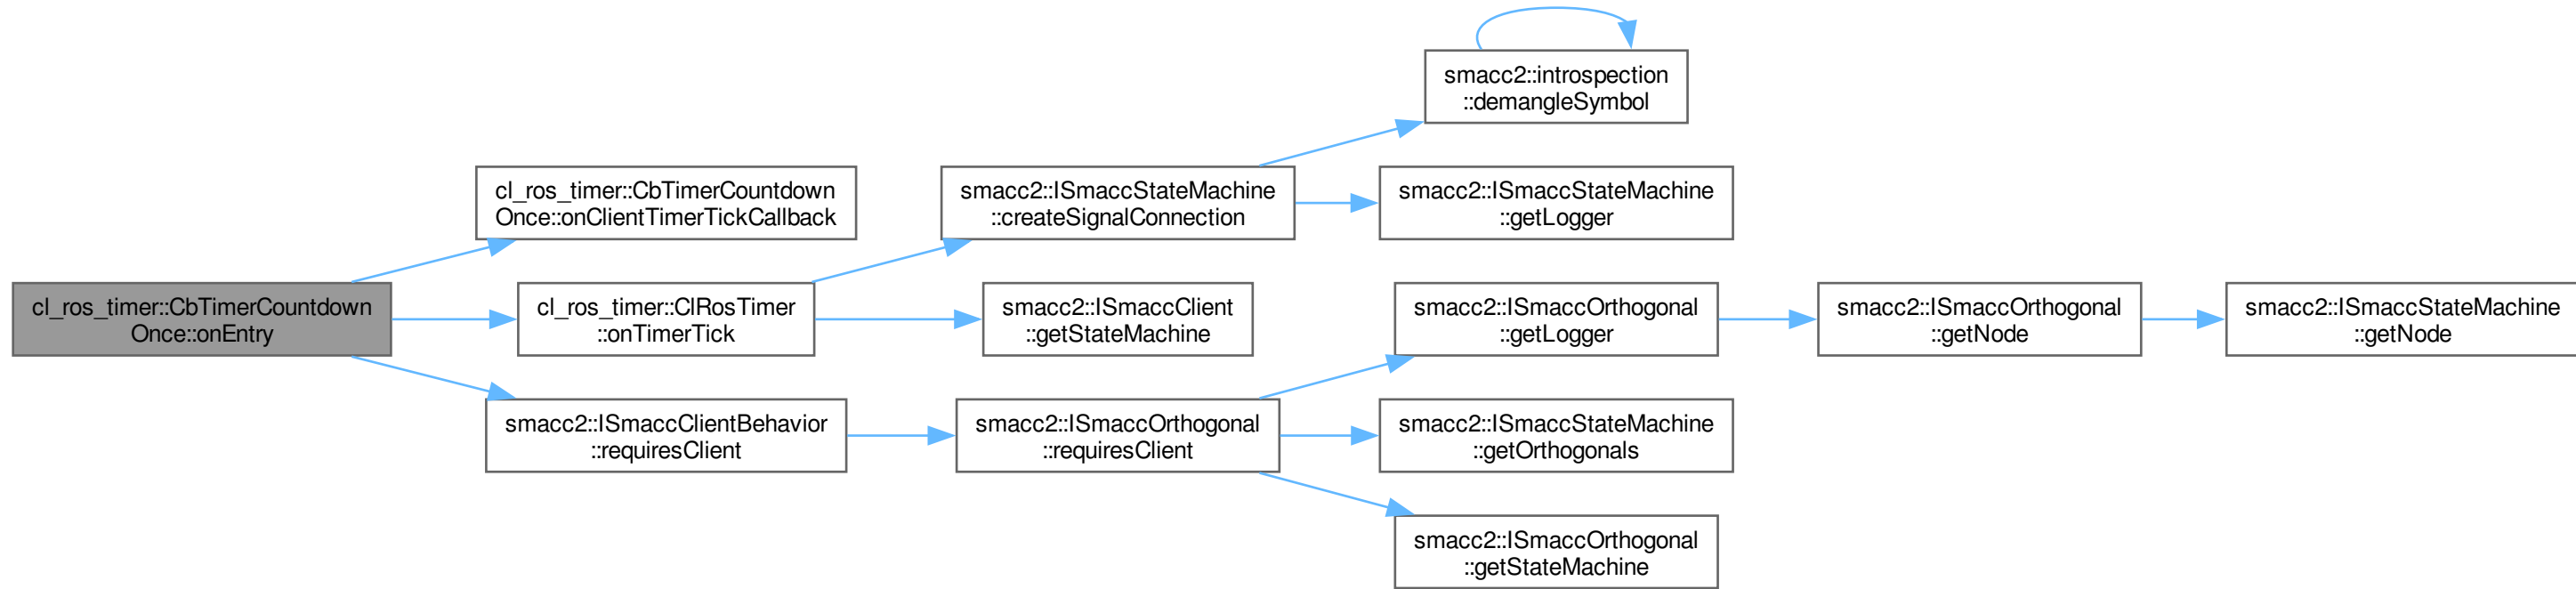 smacc2::introspection
::demangleSymbol
cl_ros_timer::CbTimerCountdown
Once::onClientTimerTickCallback
smacc2::ISmaccStateMachine
::createSignalConnection
smacc2::ISmaccStateMachine
::getLogger
cl_ros_timer::CbTimerCountdown
Once::onEntry
cl_ros_timer::ClRosTimer
::onTimerTick
smacc2::ISmaccClient
::getStateMachine
smacc2::ISmaccOrthogonal
::getLogger
smacc2::ISmaccOrthogonal
::getNode
smacc2::ISmaccStateMachine
::getNode
smacc2::ISmaccClientBehavior
::requiresClient
smacc2::ISmaccOrthogonal
::requiresClient
smacc2::ISmaccStateMachine
::getOrthogonals
smacc2::ISmaccOrthogonal
::getStateMachine